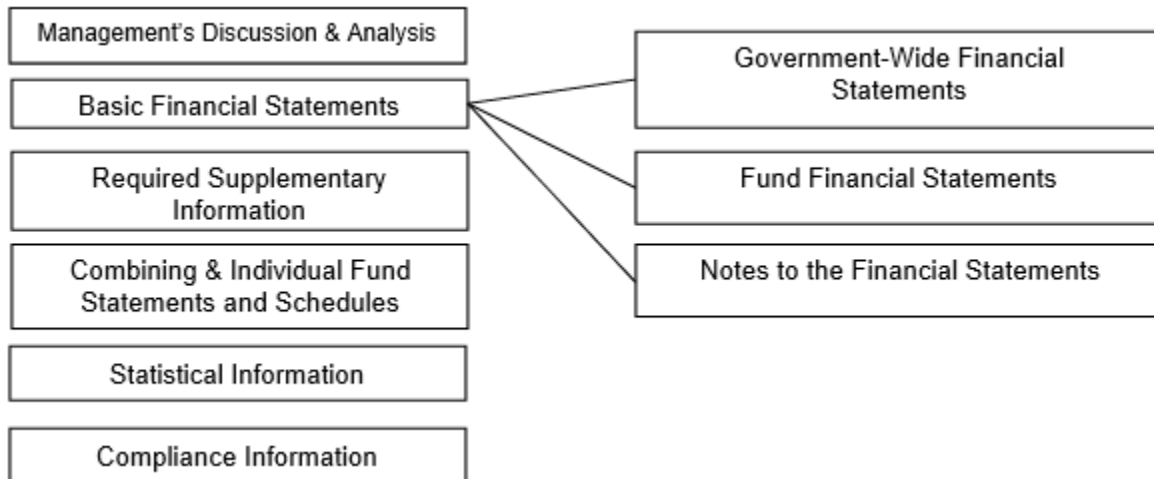 Management's Discussion & Analysis
Basic Financial Statements
Required Supplementary
Information
Combining & Individual Fund
Statements and Schedules
Statistical Information
Compliance Information
Government-Wide Financial
Statements
Fund Financial Statements
Notes to the Financial Statements